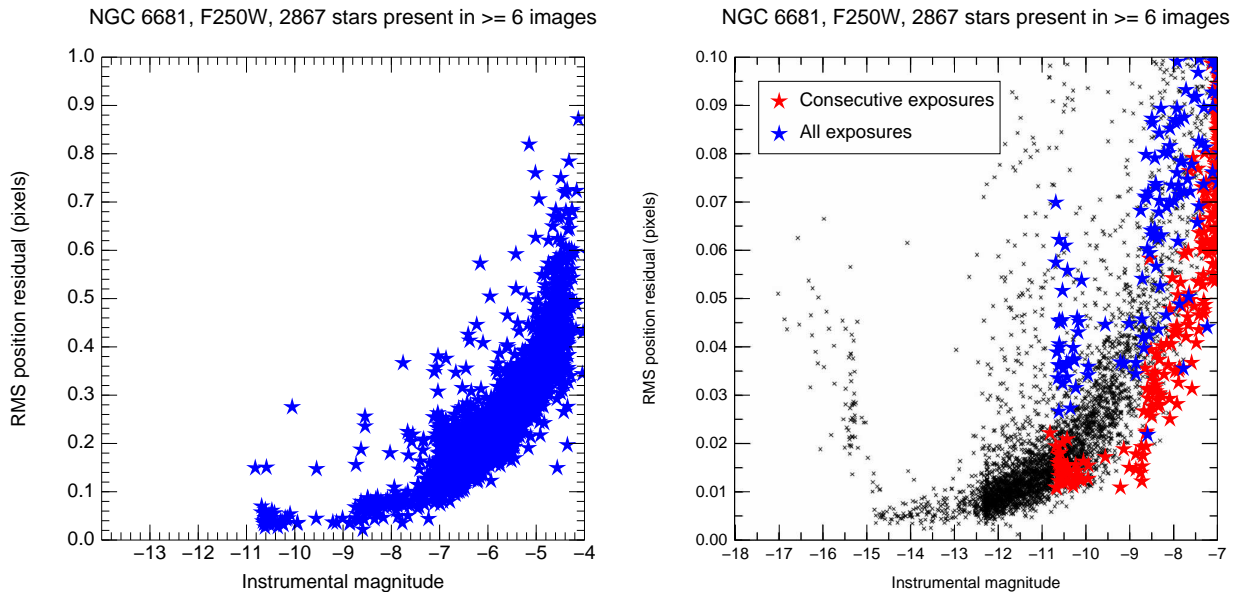 NGC 6681, F250W, 2867 stars present in >= 6 images
1.0
0.9
0.8
0.7
0.6
0.5
0.4
0.3
0.2
0.1
0.0
RMS position residual (pixels)
−13 −12 −11 −10 −9 −8 −7 −6 −5 −4
Instrumental magnitude
NGC 6681, F250W, 2867 stars present in >= 6 images
0.10
0.09
0.08
0.07
0.06
0.05
0.04
0.03
0.02
0.01
0.00
RMS position residual (pixels)
Consecutive exposures
All exposures
−18 −17 −16 −15 −14 −13 −12 −11 −10 −9 −8 −7
Instrumental magnitude